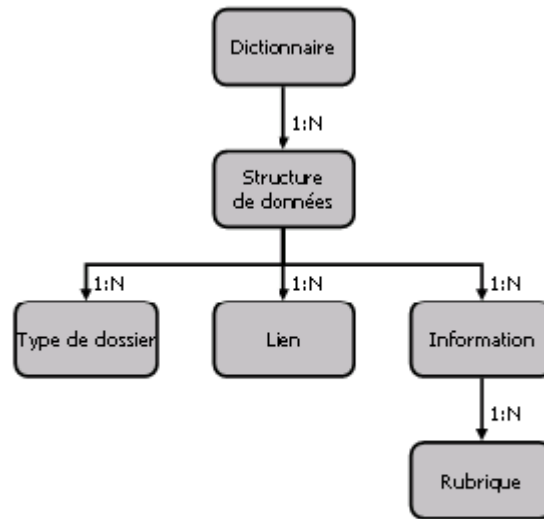 Dictionnaire
1:N
Structure
de données
1:N
1:N
1:N
Type de dossier
Lien
Information
1:N
Rubrique